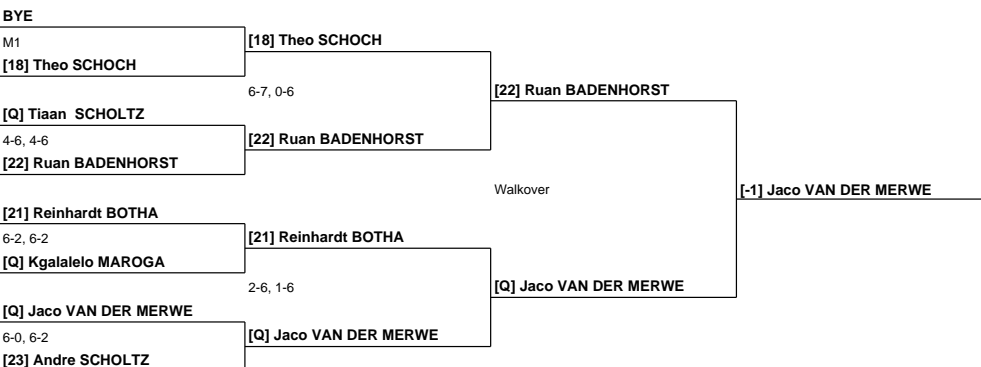 BYE
M1
[18] Theo SCHOCH
[18] Theo SCHOCH
6-7, 0-6
[22] Ruan BADENHORST
[Q] Tiaan  SCHOLTZ
4-6, 4-6
[22] Ruan BADENHORST
[22] Ruan BADENHORST
Walkover
[-1] Jaco VAN DER MERWE
[21] Reinhardt BOTHA
6-2, 6-2
[Q] Kgalalelo MAROGA
[21] Reinhardt BOTHA
2-6, 1-6
[Q] Jaco VAN DER MERWE
[Q] Jaco VAN DER MERWE
6-0, 6-2
[23] Andre SCHOLTZ
[Q] Jaco VAN DER MERWE